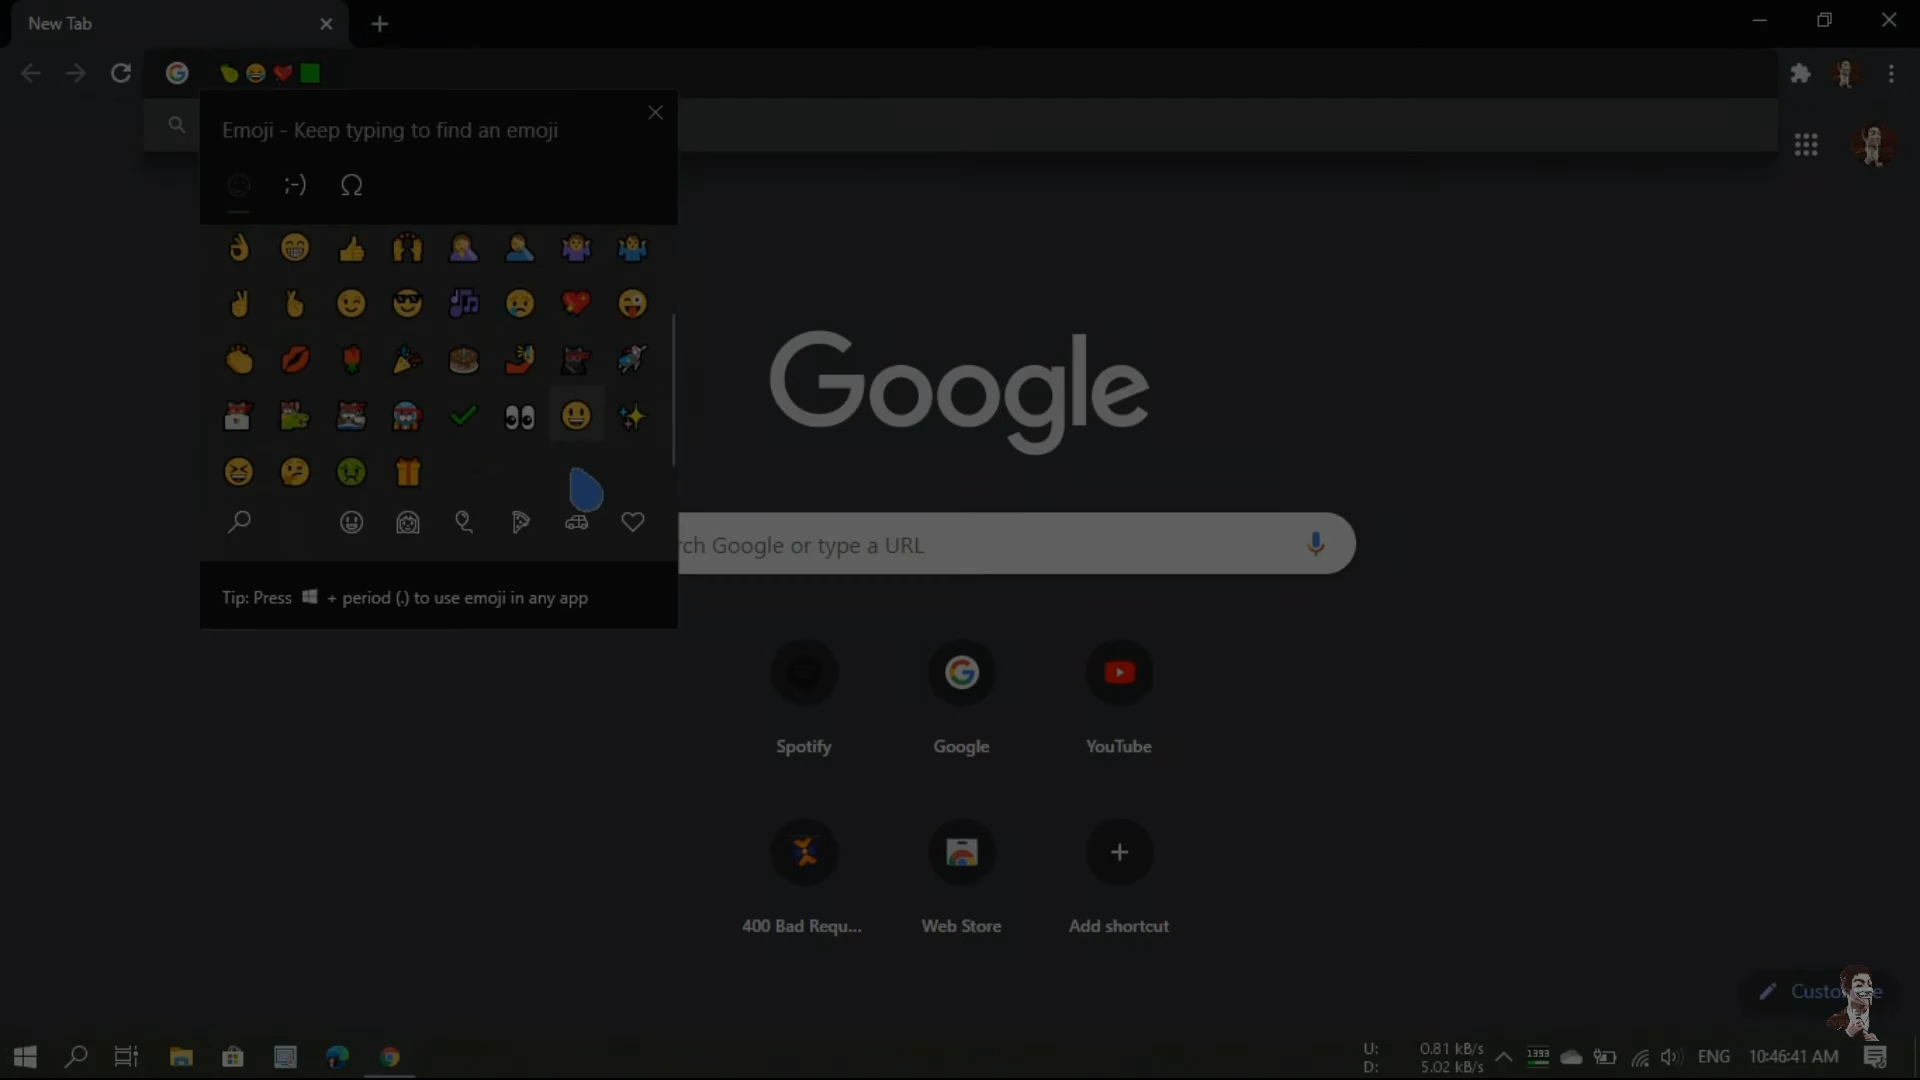 New Tab
Emoji - Keep typing to find an emoji
;-) Ω
Google
rch Google or type a URL
Tip: Press + period (.) to use emoji in any app
Spotify Google YouTube
400 Bad Requ... Web Store Add shortcut
U: 0.81 kB/s
D: 5.02 kB/s
1393
ENG 10:46:41 AM